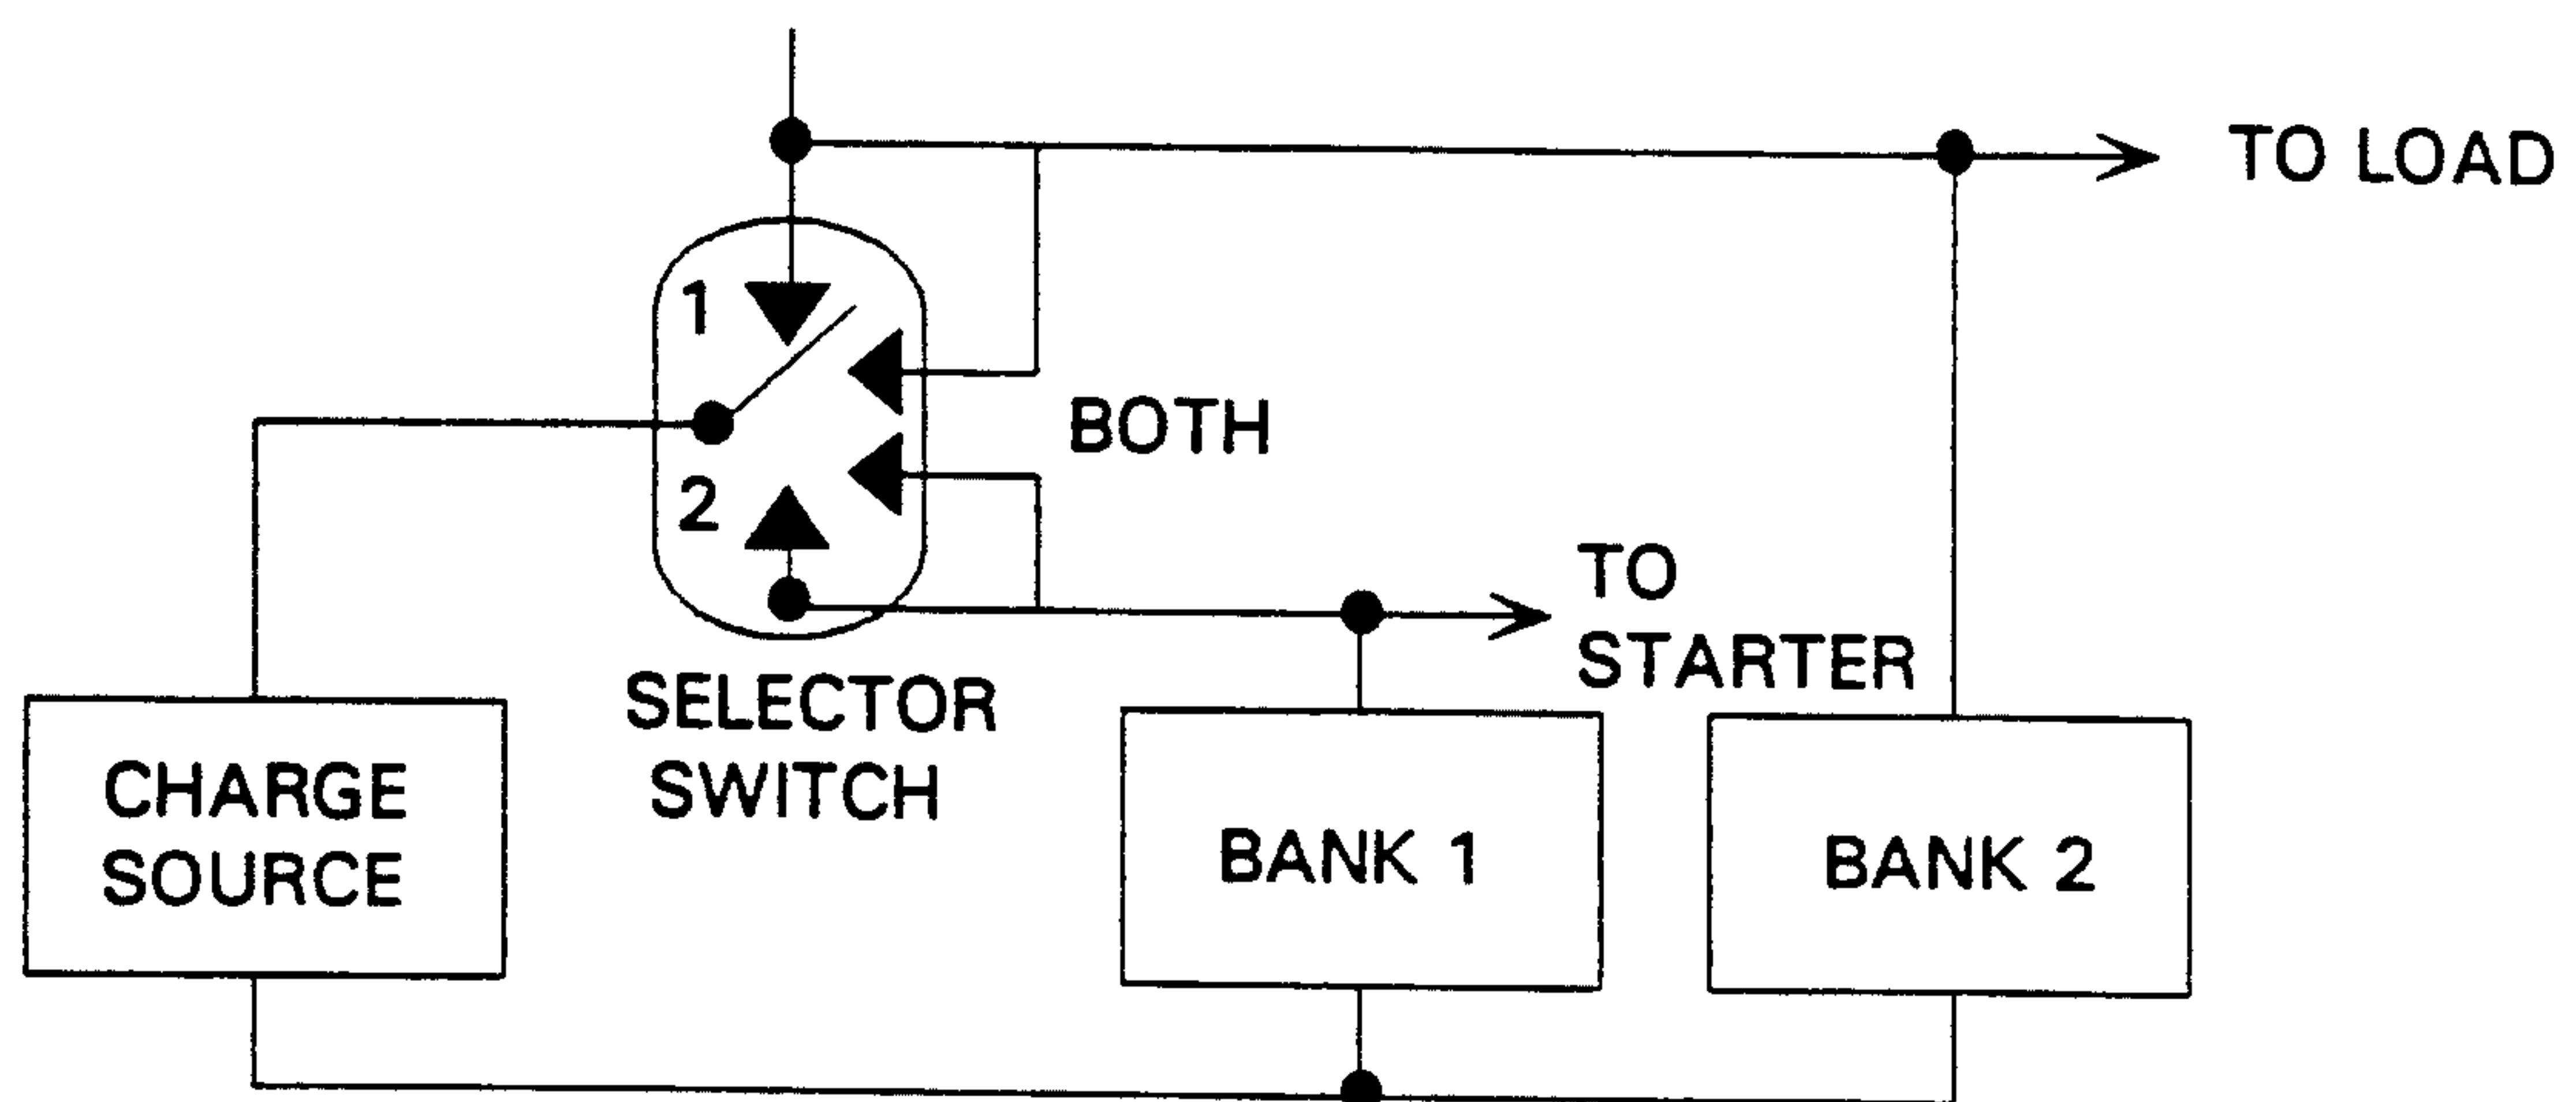 TO LOAD
1
BOTH
2
TO
STARTER
SELECTOR
SWITCH
CHARGE
SOURCE
BANK 1
BANK 2